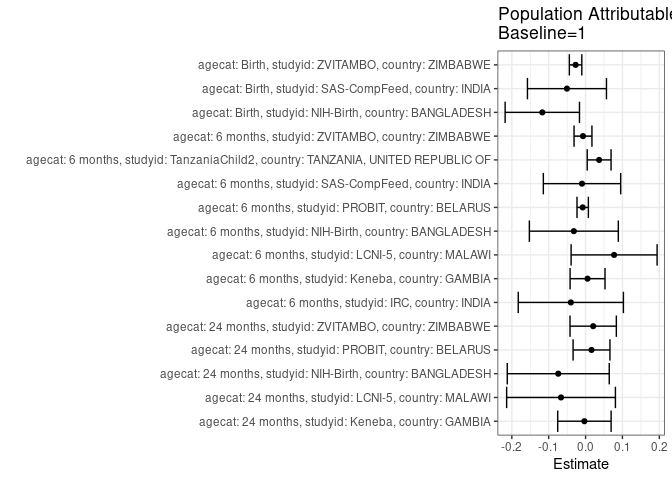 Population Attributable
Baseline=1
agecat: Birth, studyid: ZVITAMBO, country: ZIMBABWE
agecat: Birth, studyid: SAS-CompFeed, country: INDIA
agecat: Birth, studyid: NIH-Birth, country: BANGLADESH
agecat: 6 months, studyid: ZVITAMBO, country: ZIMBABWE
agecat: 6 months, studyid: TanzaniaChild2, country: TANZANIA, UNITED REPUBLIC OF
agecat: 6 months, studyid: SAS-CompFeed, country: INDIA
agecat: 6 months, studyid: PROBIT, country: BELARUS
agecat: 6 months, studyid: NIH-Birth, country: BANGLADESH
agecat: 6 months, studyid: LCNI-5, country: MALAWI
agecat: 6 months, studyid: Keneba, country: GAMBIA
agecat: 6 months, studyid: IRC, country: INDIA
agecat: 24 months, studyid: ZVITAMBO, country: ZIMBABWE
agecat: 24 months, studyid: PROBIT, country: BELARUS
agecat: 24 months, studyid: NIH-Birth, country: BANGLADESH
agecat: 24 months, studyid: LCNI-5, country: MALAWI
agecat: 24 months, studyid: Keneba, country: GAMBIA
-0.2 -0.1 0.0 0.1 0.2
Estimate